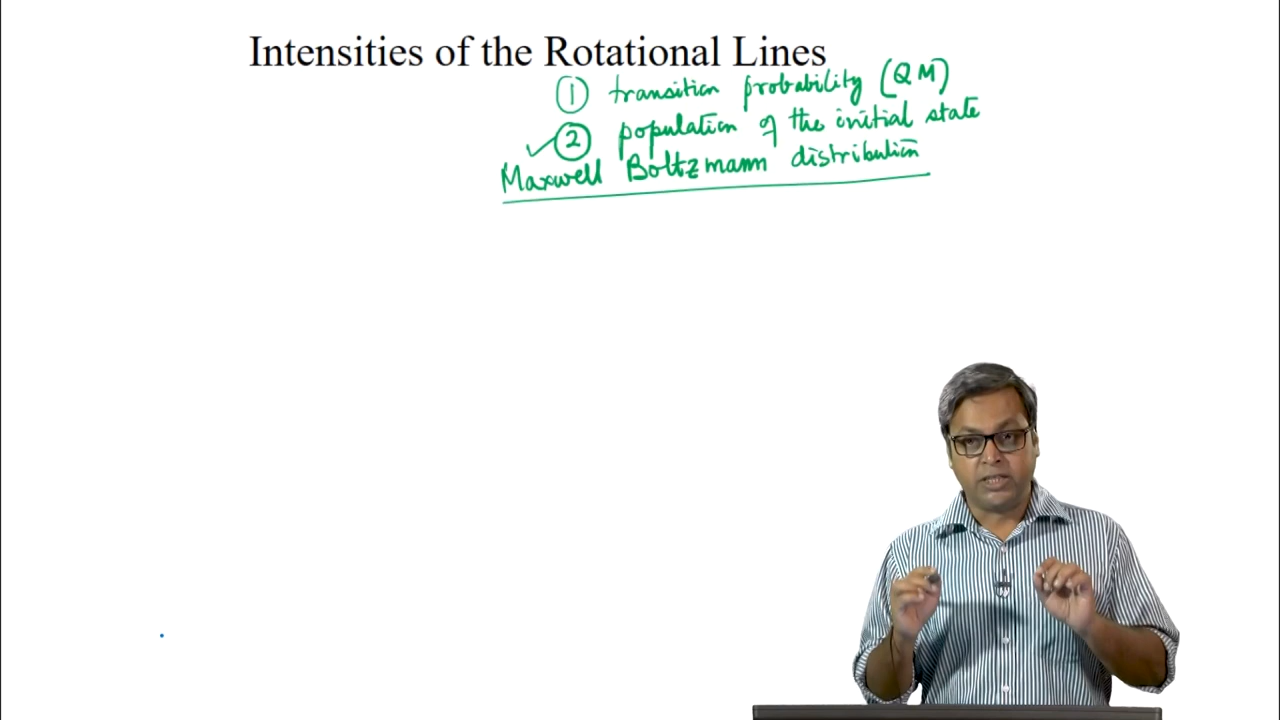 Intensities of the Rotational Lines
① transition probability (QM)
② population of the initial state
Maxwell Boltzmann distribution